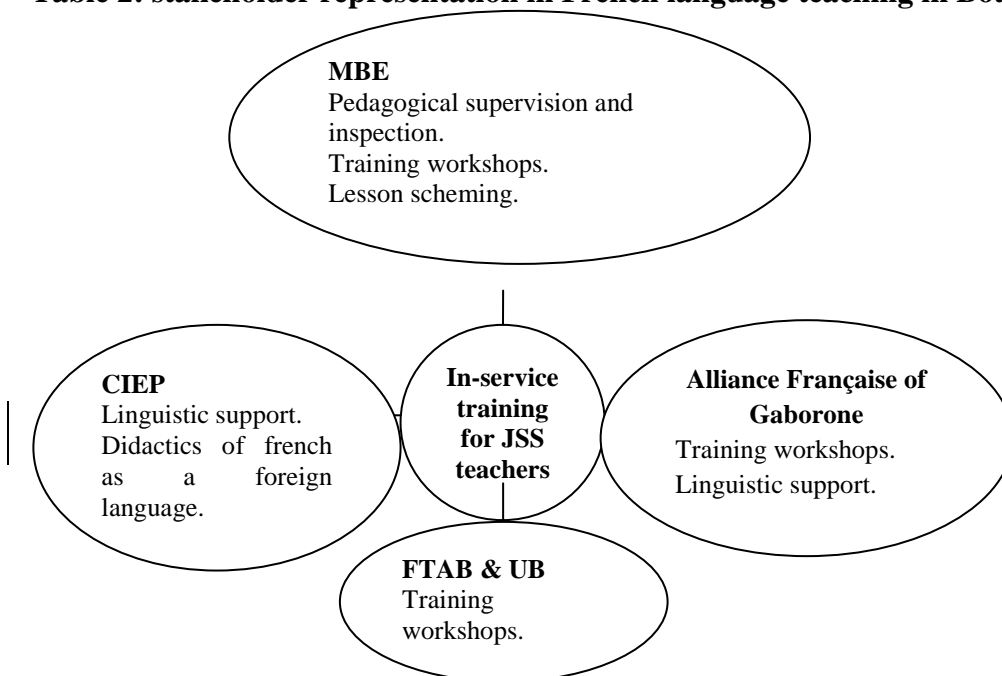 Table 2: stakeholder representation in French language teaching in
MBE
Pedagogical supervision and
inspection.
Training workshops.
Lesson scheming.
CIEP
Linguistic support.
Didactics of french
as a foreign
language.
In-service
training
for JSS
teachers
Alliance Française of
Gaborone
Training workshops.
Linguistic support.
FTAB & UB
Training
workshops.